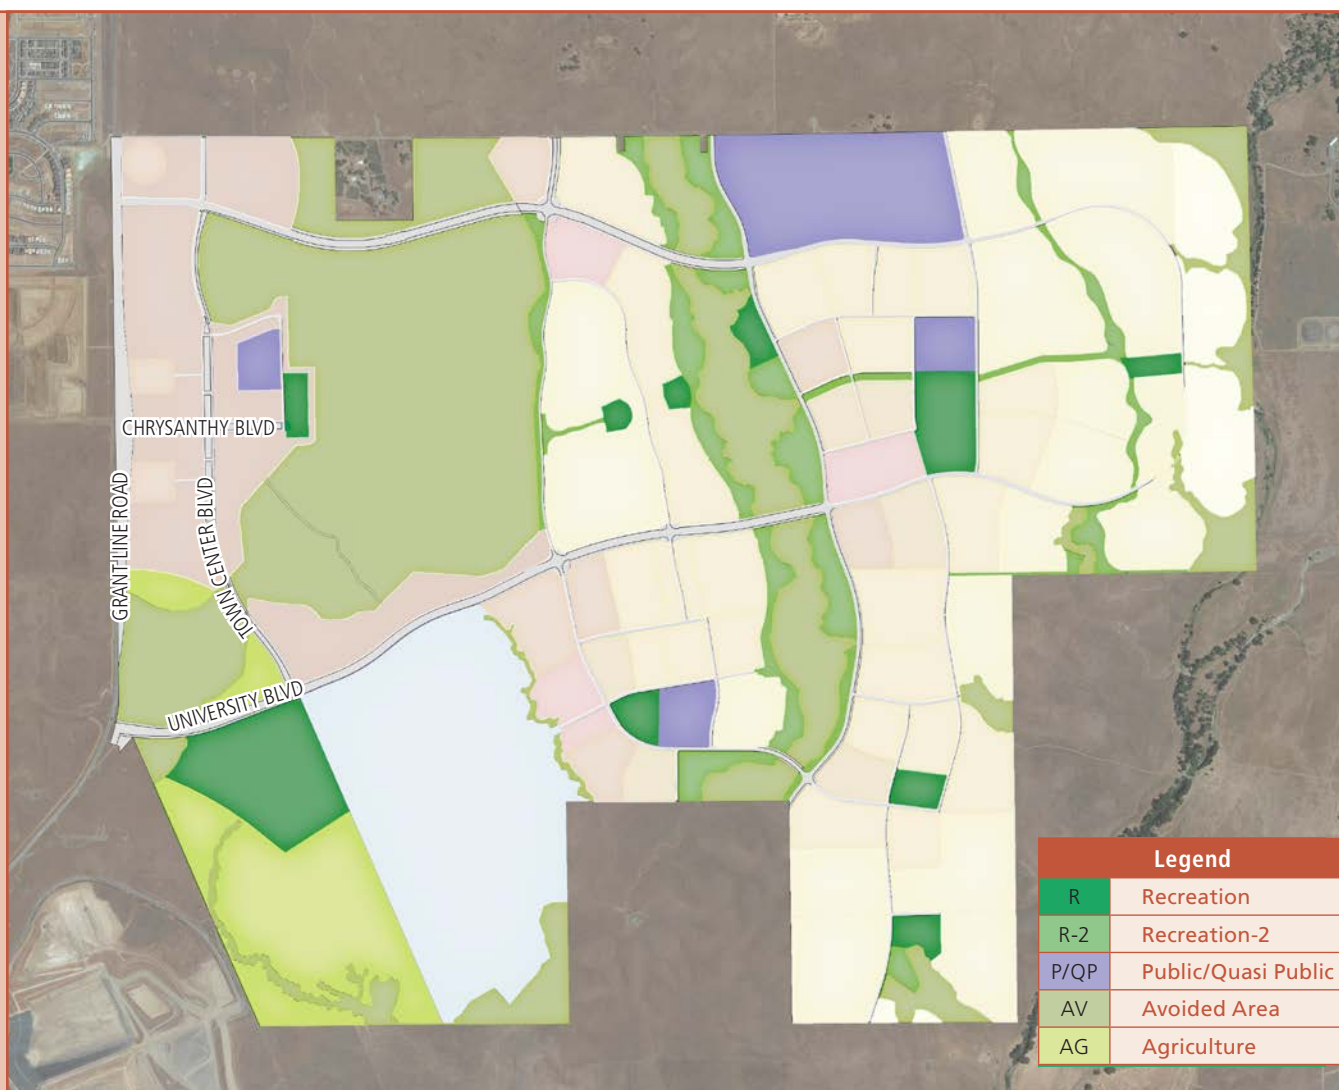 CHRYSANTHY BLVD
GRANT LINE ROAD
TOWN CENTER BLVD
UNIVERSITY BLVD
Legend
R Recreation
R-2 Recreation-2
P/QP Public/Quasi Public
AV Avoided Area
AG Agriculture